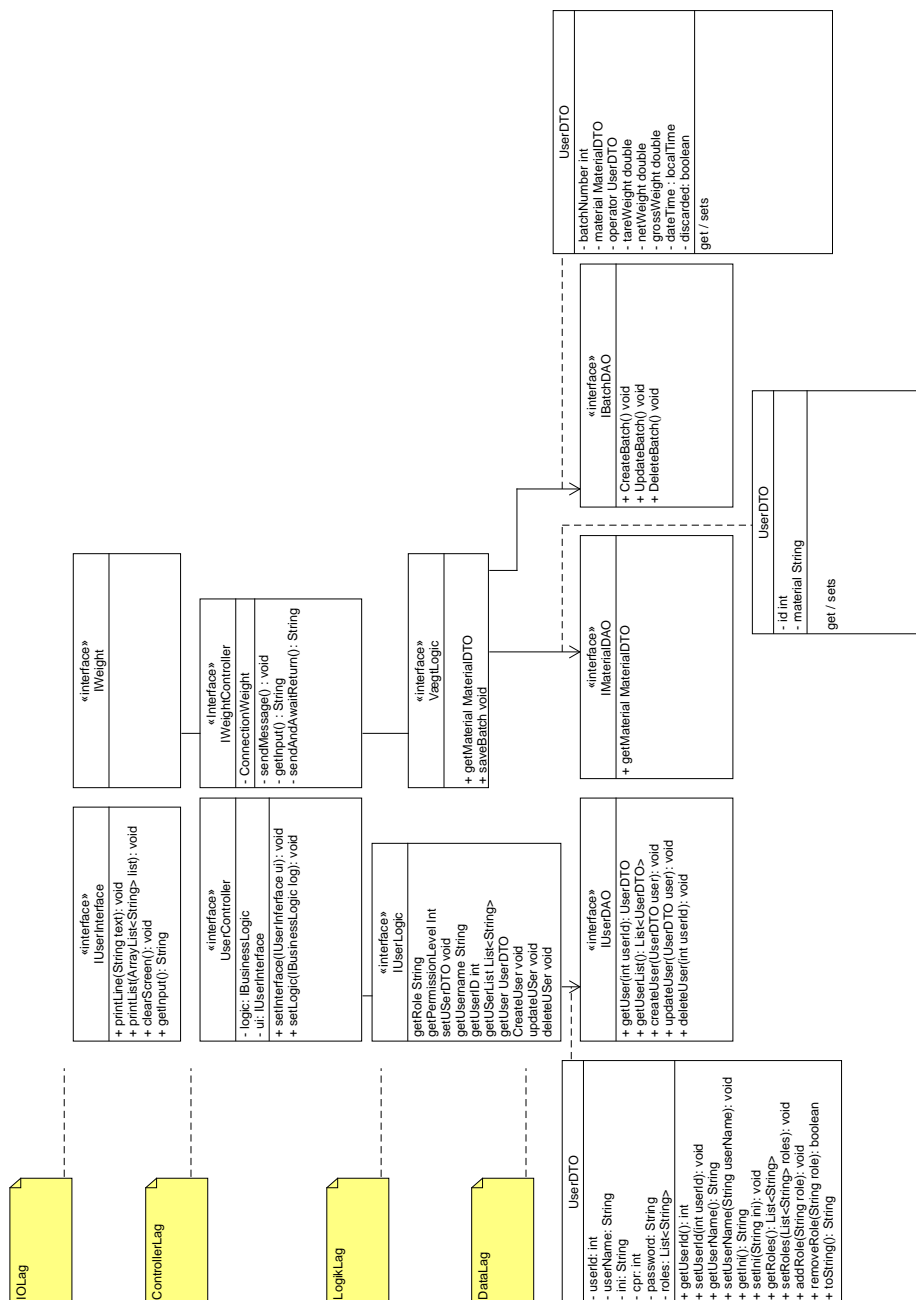 IOLag
ControllerLag
LogikLag
DataLag
«interface»
IUserInterface
+ printLine(String text): void
+ printList(ArrayList<String> list): void
+ clearScreen(): void
+ getInput(): String
«interface»
IWeight
«interface»
UserController
- logic: IBusinessLogic
- ui: IUserInterface
+ setInterface(IUserInferface ui): void
+ setLogic(IBusinessLogic log): void
«Interface»
IWeightController
- ConnectionWeight
- sendMessage() : void
- getInput() : String
- sendAndAwaitReturn(): String
«interface»
IUserLogic
getRole String
getPermissionLevel Int
setUSerDTO void
getUsername String
getUserID int
getUSerList List<String>
getUser UserDTO
CreateUser void
updateUSer void
deleteUSer void
«interface»
VægtLogic
+ getMaterial MaterialDTO
+ saveBatch void
UserDTO
- userId: int
- userName: String
- ini: String
- cpr: int
- password: String
- roles: List<String>
+ getUserId(): int
+ setUserId(int userId): void
+ getUserName(): String
+ setUserName(String userName): void
+ getIni(): String
+ setIni(String ini): void
+ getRoles(): List<String>
+ setRoles(List<String> roles): void
+ addRole(String role): void
+ removeRole(String role): boolean
+ toString(): String
«interface»
IUserDAO
+ getUser(int userId): UserDTO
+ getUserList(): List<UserDTO>
+ createUser(UserDTO user): void
+ updateUser(UserDTO user): void
+ deleteUser(int userId): void
«interface»
IMaterialDAO
+ getMaterial MaterialDTO
«interface»
IBatchDAO
+ CreateBatch() void
+ UpdateBatch() void
+ DeleteBatch() void
UserDTO
- batchNumber int
- material MaterialDTO
- operator UserDTO
- tareWeight double
- netWeight double
- grossWeight double
- dateTime : localTime
- discarded: boolean
get / sets
UserDTO
- id int
- material String
get / sets